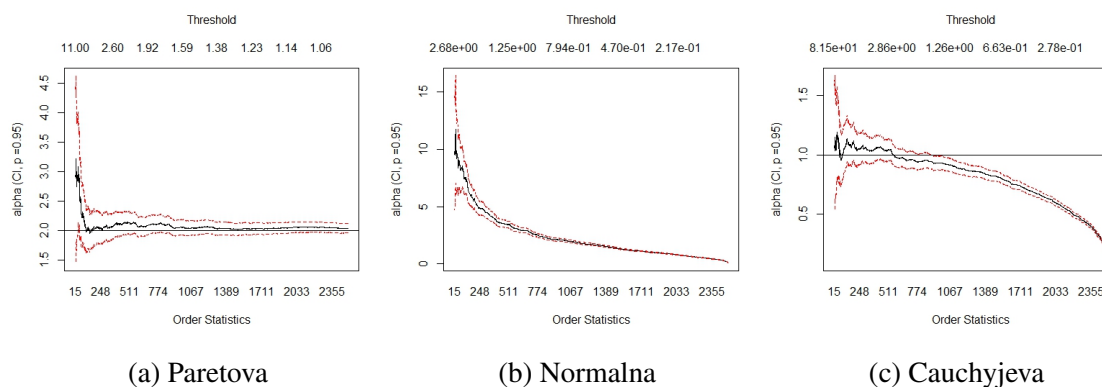 Threshold
11.00 2.60 1.92 1.59 1.38 1.23 1.14 1.06
alpha (CI, p =0.95)
4.5
4.0
3.5
3.0
2.5
2.0
1.5
15 248 511 774 1067 1389 1711 2033 2355
Order Statistics
(a) Paretova
Threshold
2.68e+00 1.25e+00 7.94e-01 4.70e-01 2.17e-01
alpha (CI, p =0.95)
15
10
5
0
15 248 511 774 1067 1389 1711 2033 2355
Order Statistics
(b) Normalna
Threshold
8.15e+01 2.86e+00 1.26e+00 6.63e-01 2.78e-01
alpha (CI, p =0.95)
1.5
1.0
0.5
15 248 511 774 1067 1389 1711 2033 2355
Order Statistics
(c) Cauchyjeva